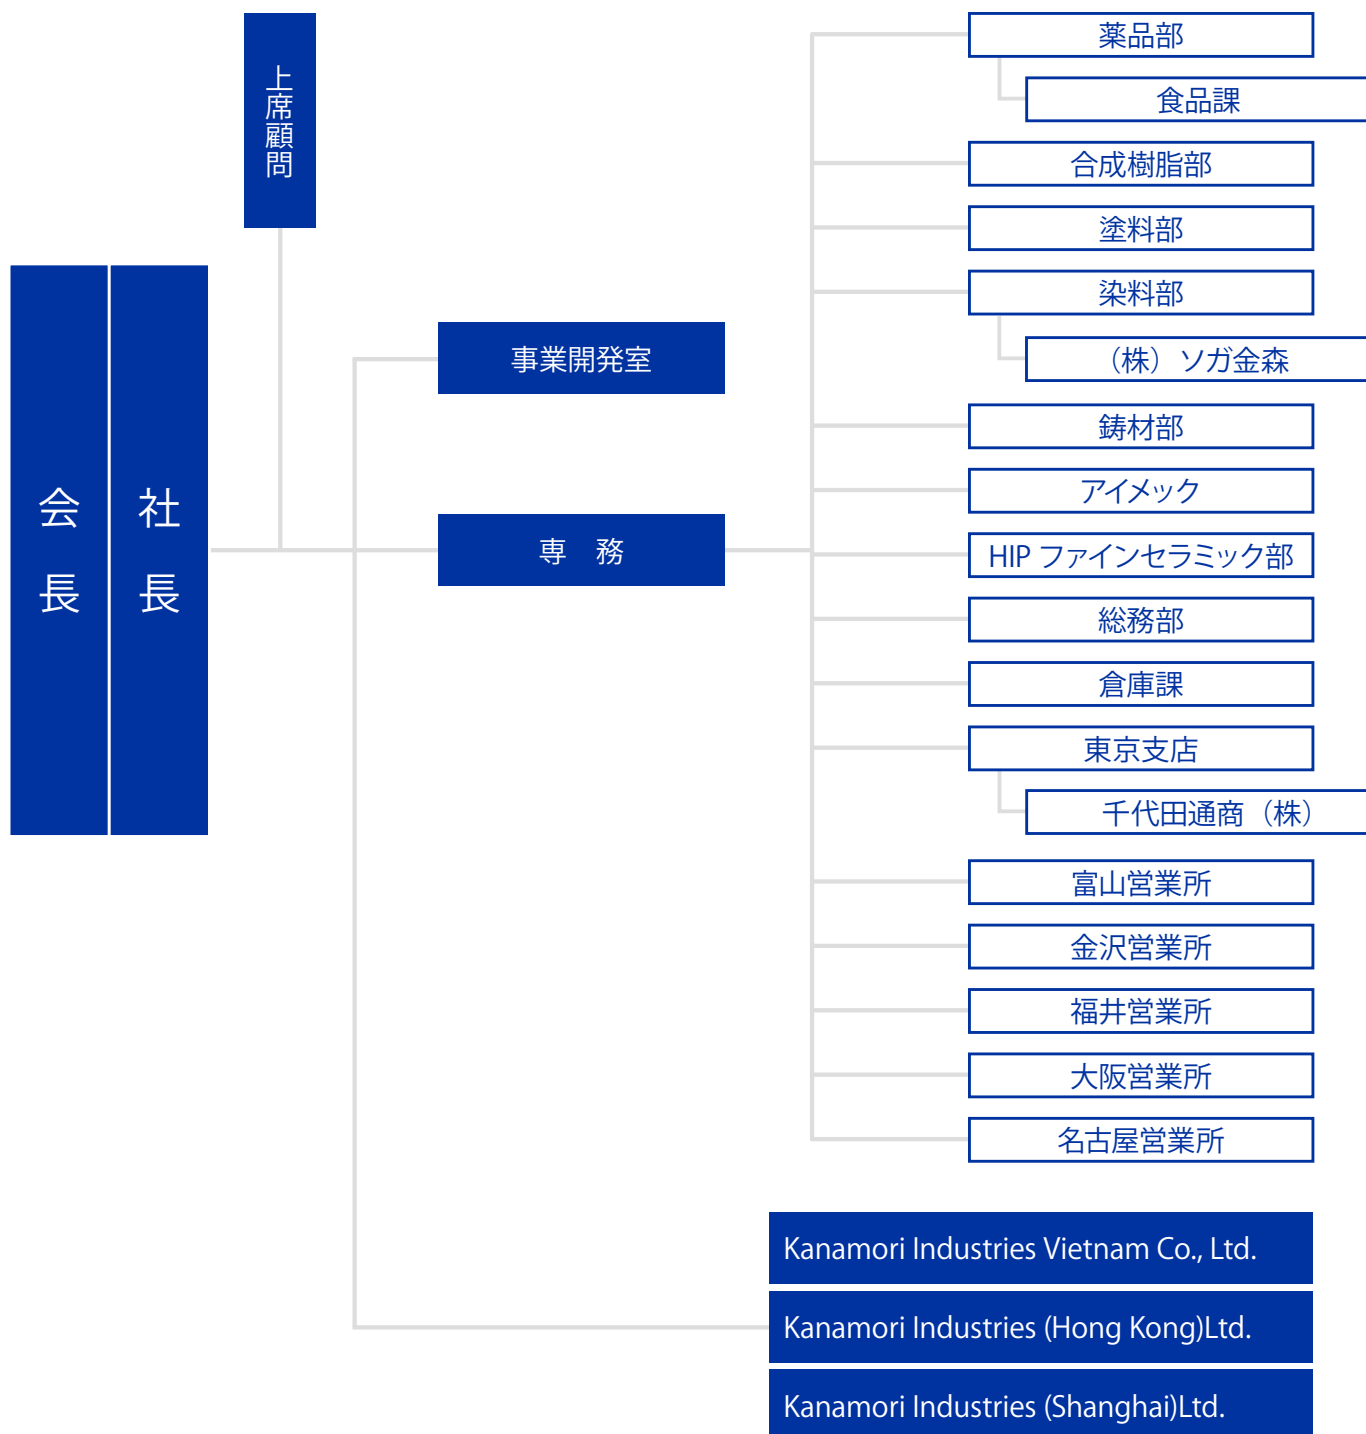 上席顧問
会長
社長
事業開発室
専　務
薬品部
食品課
合成樹脂部
塗料部
染料部
（株）ソガ金森
鋳材部
アイメック
HIP ファインセラミック部
総務部
倉庫課
東京支店
千代田通商（株）
富山営業所
金沢営業所
福井営業所
大阪営業所
名古屋営業所
Kanamori Industries Vietnam Co., Ltd.
Kanamori Industries (Hong Kong)Ltd.
Kanamori Industries (Shanghai)Ltd.